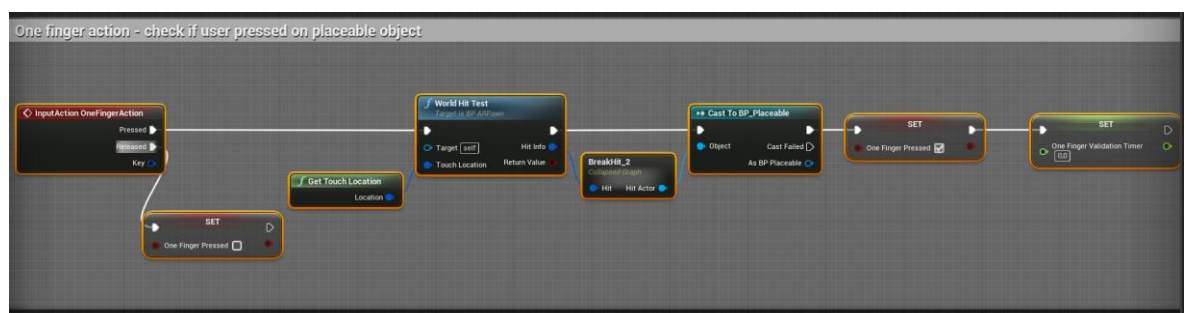 One finger action - check if user pressed on placeable object
InputAction OneFingerAction
Pressed
Released
Key
SET
One Finger Pressed
Get Touch Location
Location
World Hit Test
Target is BP ARPawn
Target self
Hit Info
Touch Location
Return Value
BreakHit_2
Collapsed Graph
Hit
Hit Actor
Cast To BP_Placeable
Object
Cast Failed
As BP Placeable
SET
One Finger Pressed
SET
One Finger Validation Timer
0,0